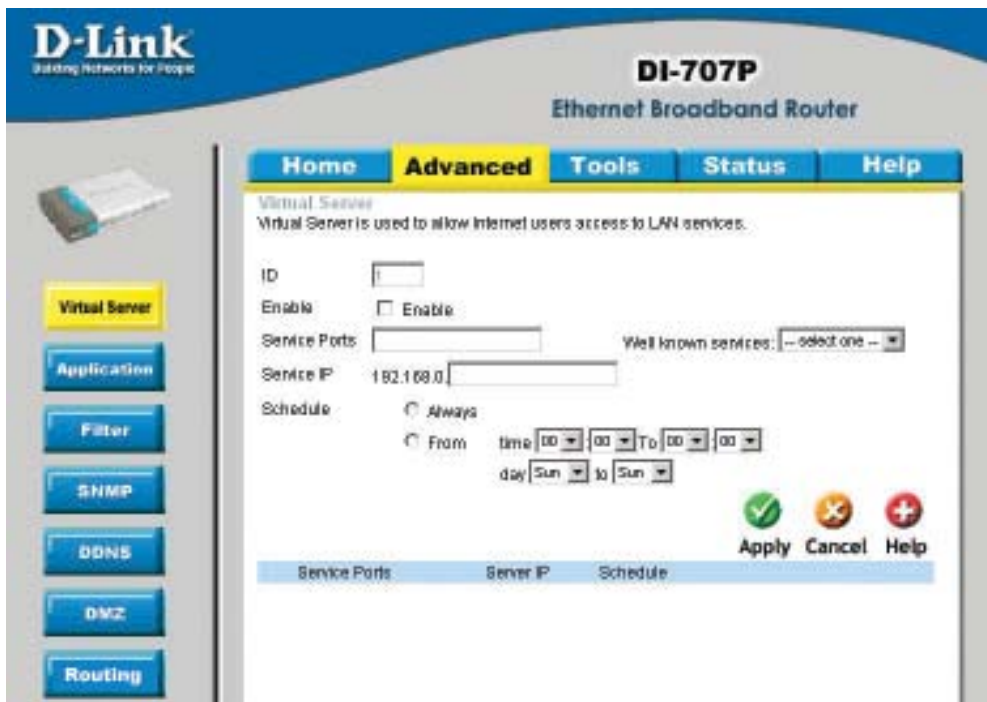 D-Link
Building Networks for People
DI-707P
Ethernet Broadband Router
Home Advanced Tools Status Help
Virtual Server
Virtual Server is used to allow Internet users access to LAN services.
ID 1
Enable Enable
Service Ports Well known services: -- select one --
Service IP 192.168.0.
Schedule Always
From time 00 : 00 To 00 : 00
day Sun to Sun
Apply Cancel Help
Service Ports Server IP Schedule
Virtual Server
Application
Filter
SNMP
DDNS
DMZ
Routing